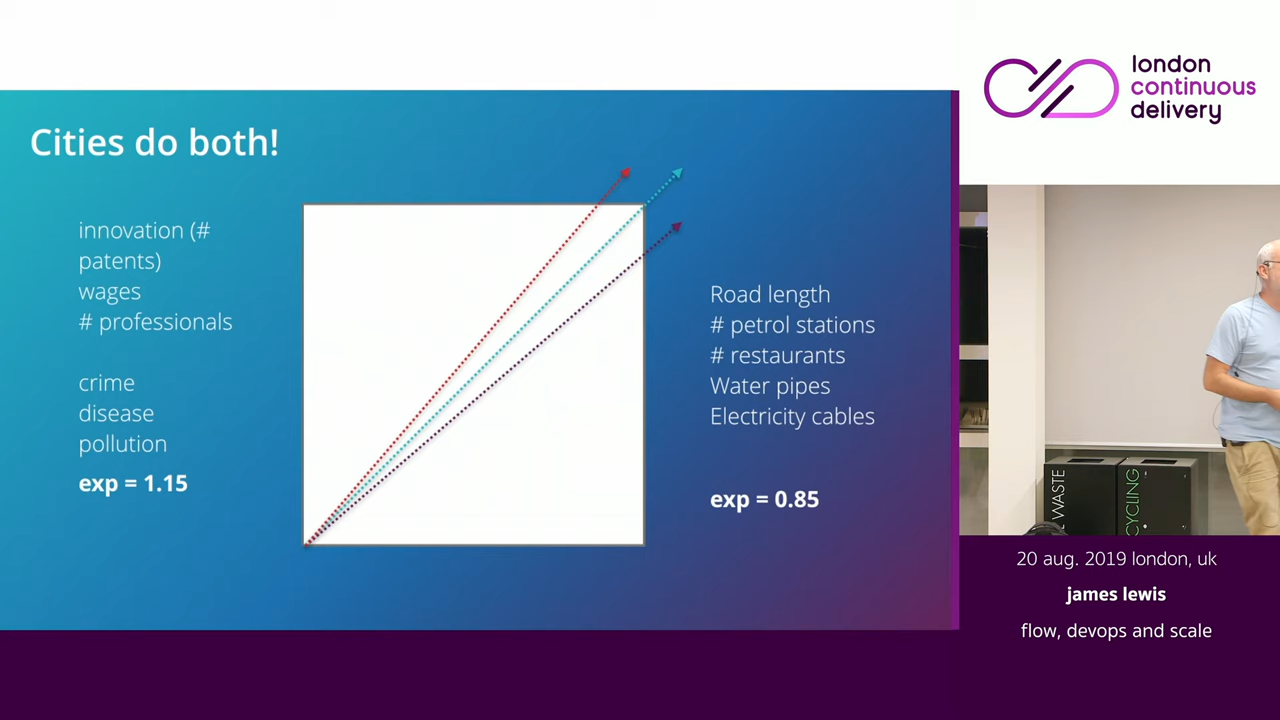 Cities do both!
innovation (#
patents)
wages
# professionals
crime
disease
pollution
exp = 1.15
Road length
# petrol stations
# restaurants
Water pipes
Electricity cables
exp = 0.85
london
continuous
delivery
WASTE
CYCLING
20 aug. 2019 london, uk
james lewis
flow, devops and scale